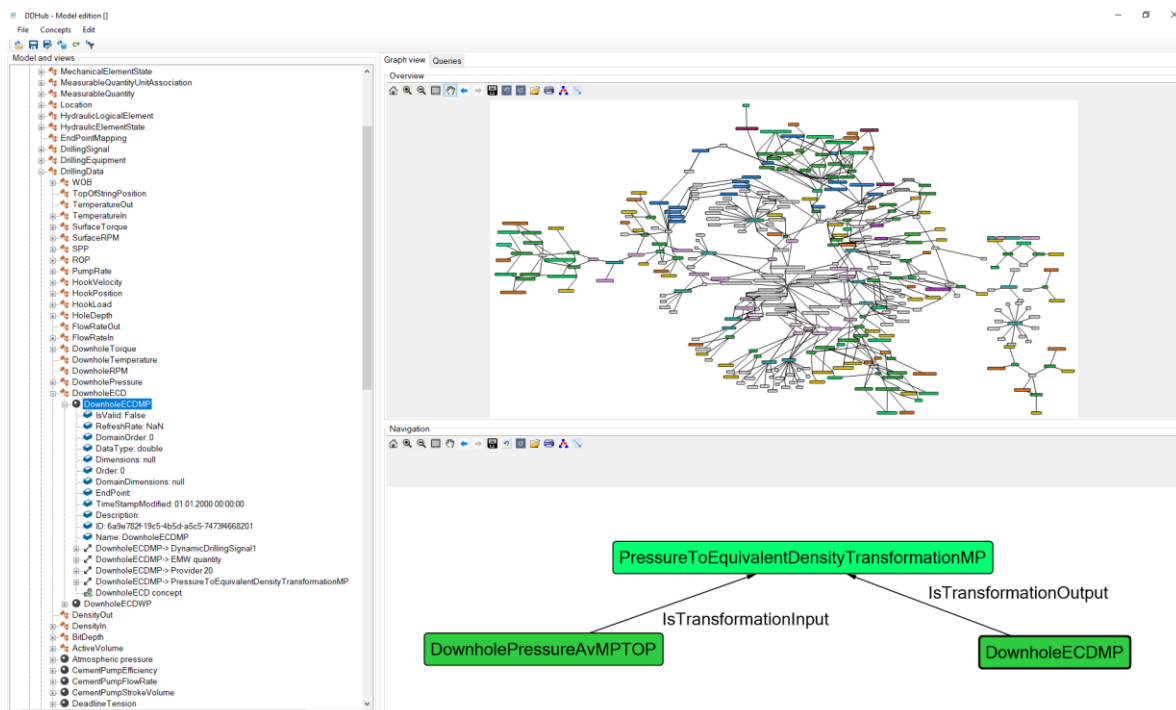 DDHub - Model edition []
File Concepts Edit
Model and views
MechanicalElementState
MeasurableQuantityUnitAssociation
MeasurableQuantity
Location
HydraulicLogicalElement
HydraulicElementState
EndPointMapping
DrillingSignal
DrillingEquipment
DrillingData
WOB
TopOfStringPosition
TemperatureOut
TemperatureIn
SurfaceTorque
SurfaceRPM
SPP
ROP
PumpRate
HookVelocity
HookPosition
HookLoad
HoleDepth
FlowRateOut
FlowRateIn
DownholeTorque
DownholeTemperature
DownholeRPM
DownholePressure
DownholeECD
DownholeECDMP
IsValid: False
RefreshRate: NaN
DomainOrder: 0
DataType: double
Dimensions: null
Order: 0
DomainDimensions: null
EndPoint:
TimeStampModified: 01.01.2000 00:00:00
Description:
ID: 6a9e782f-19c5-4b5d-a5c5-7473f4668201
Name: DownholeECDMP
DownholeECDMP-> DynamicDrillingSignal1
DownholeECDMP-> EMW quantity
DownholeECDMP-> Provider 20
DownholeECDMP-> PressureToEquivalentDensityTransformationMP
DownholeECD concept
DownholeECDWP
DensityOut
DensityIn
BitDepth
ActiveVolume
Atmospheric pressure
CementPumpEfficiency
CementPumpFlowRate
CementPumpStrokeVolume
DeadlineTension
Graph view Queries
Overview
Navigation
PressureToEquivalentDensityTransformationMP
IsTransformationInput
IsTransformationOutput
DownholePressureAvMPTOP
DownholeECDMP